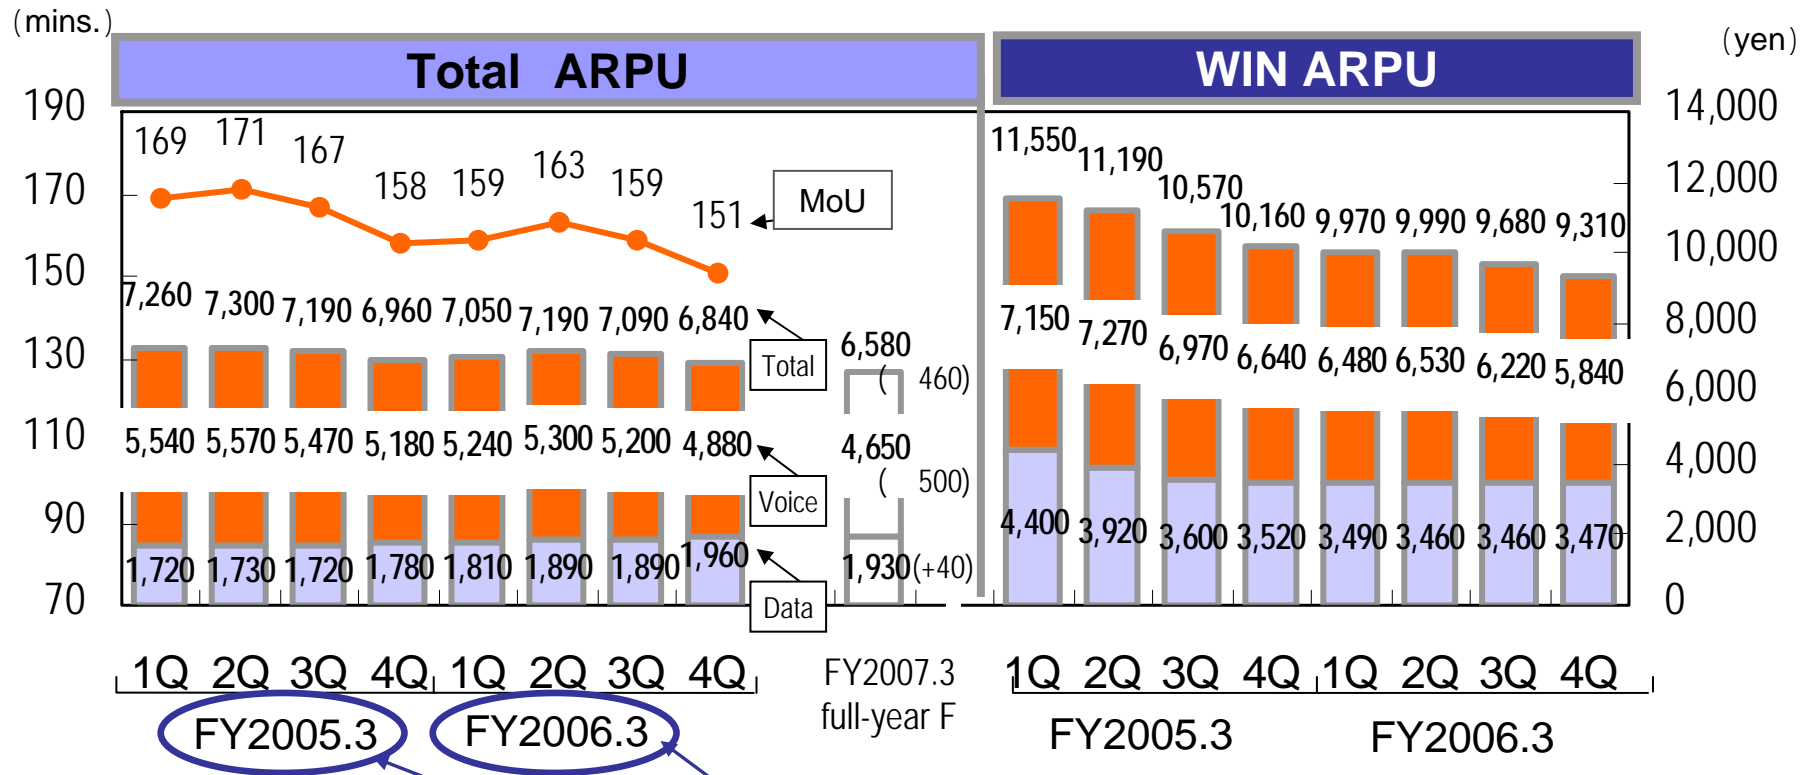 (mins.)
(yen)
Total ARPU
WIN ARPU
190
170
150
130
110
90
70
169 171 167 158 159 163 159 151
MoU
7,260 7,300 7,190 6,960 7,050 7,190 7,090 6,840
Total
5,540 5,570 5,470 5,180 5,240 5,300 5,200 4,880
Voice
1,720 1,730 1,720 1,780 1,810 1,890 1,890 1,960
Data
6,580
( 460)
4,650
( 500)
1,930(+40)
11,550 11,190 10,570 10,160 9,970 9,990 9,680 9,310
7,150 7,270 6,970 6,640 6,480 6,530 6,220 5,840
4,400 3,920 3,600 3,520 3,490 3,460 3,460 3,470
14,000
12,000
10,000
8,000
6,000
4,000
2,000
0
1Q 2Q 3Q 4Q 1Q 2Q 3Q 4Q
FY2005.3 FY2006.3
FY2007.3
full-year F
1Q 2Q 3Q 4Q 1Q 2Q 3Q 4Q
FY2005.3 FY2006.3